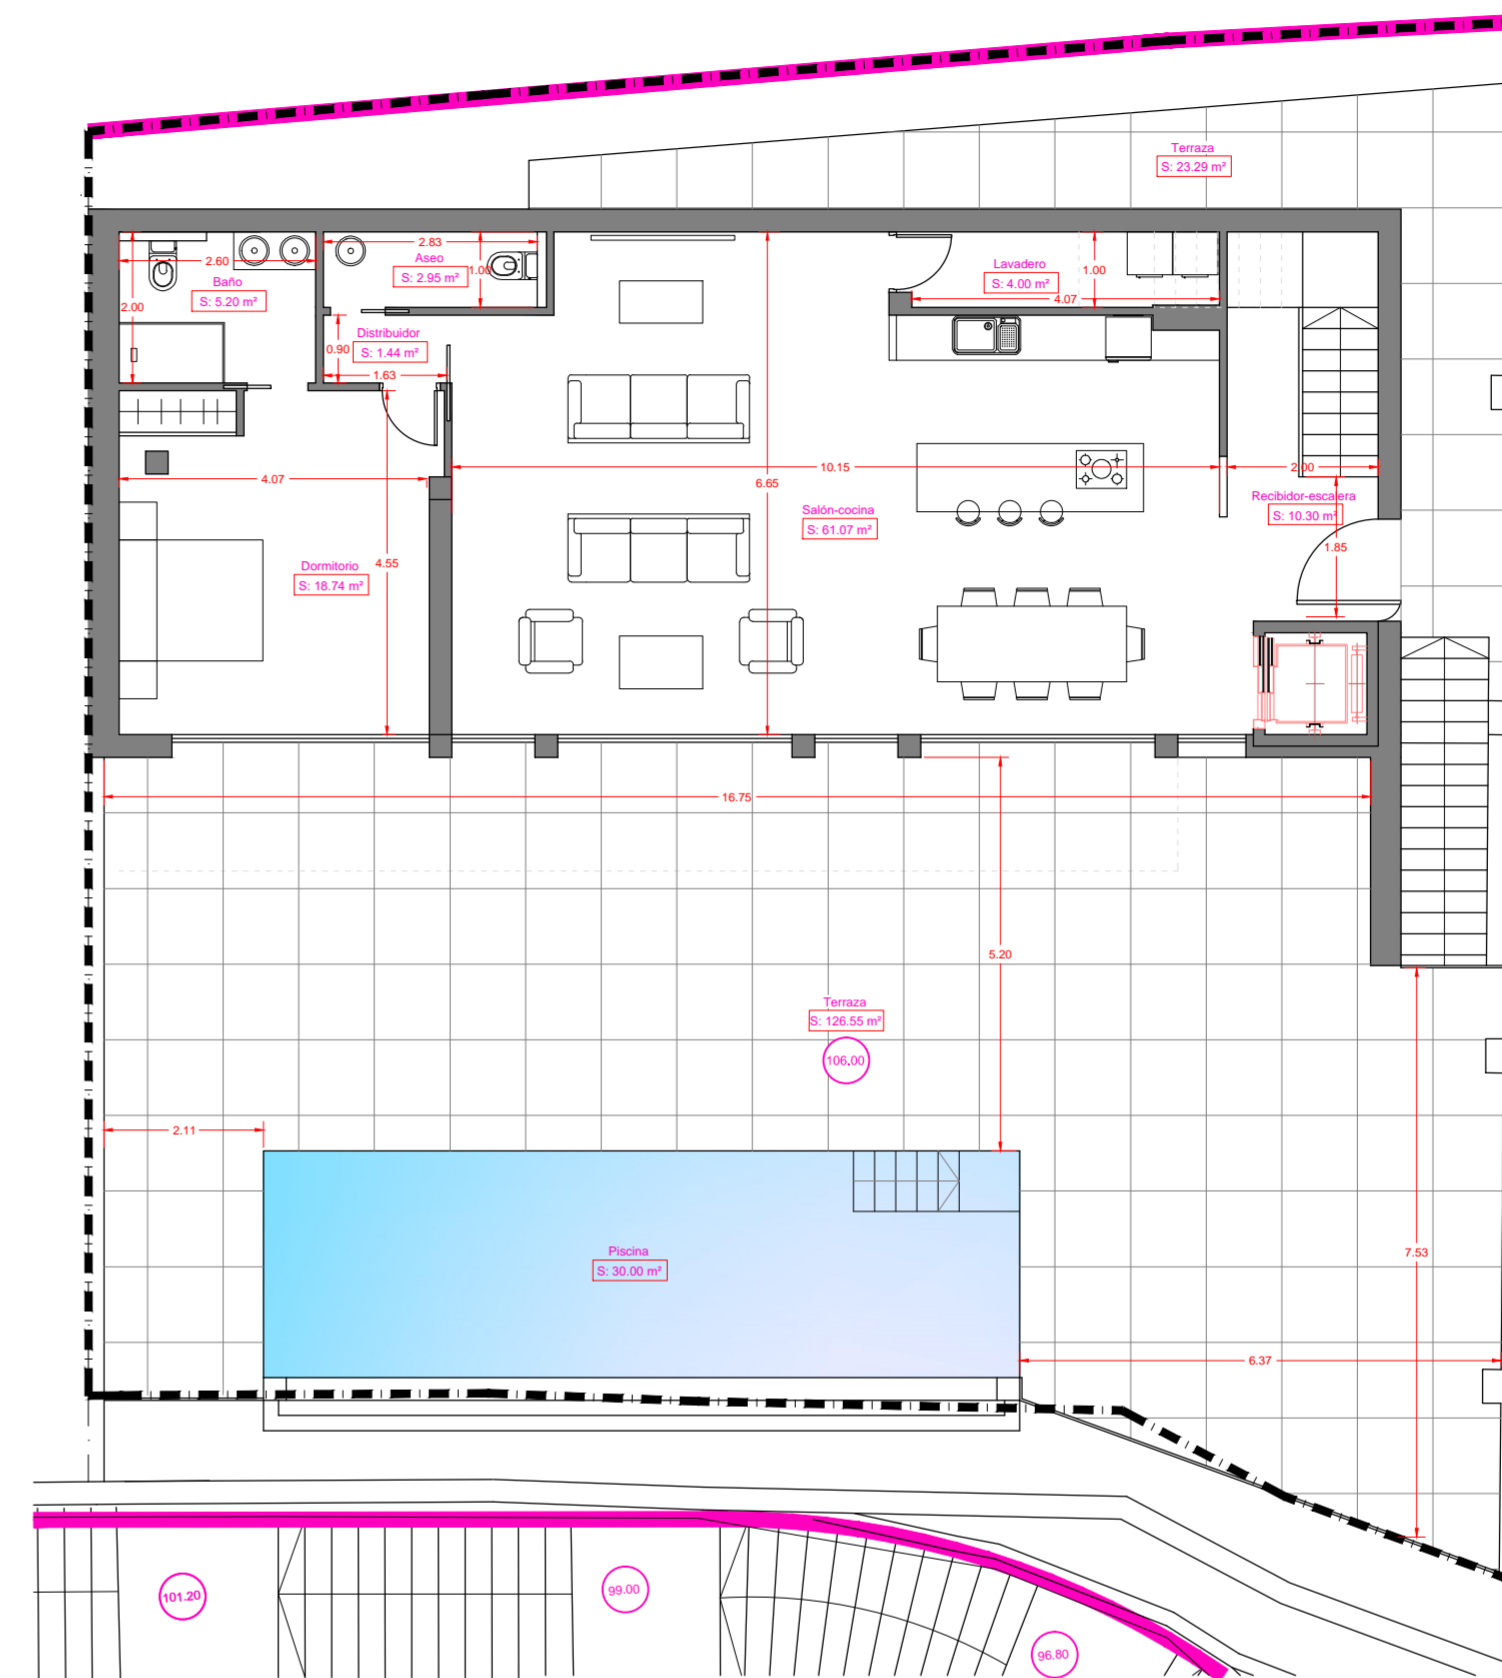 Terraza
S: 23.29 m²
2.83
Aseo
S: 2.95 m²
1.00
2.60
Baño
S: 5.20 m²
2.00
Lavadero
S: 4.00 m²
1.00
4.07
Distribuidor
S: 1.44 m²
0.90
1.63
4.07
10.15
2.00
6.65
Recibidor-escalera
S: 10.30 m²
Salón-cocina
S: 61.07 m²
1.85
4.55
Dormitorio
S: 18.74 m²
16.75
5.20
Terraza
S: 126.55 m²
106.00
2.11
Piscina
S: 30.00 m²
7.53
6.37
101.20
99.00
96.80